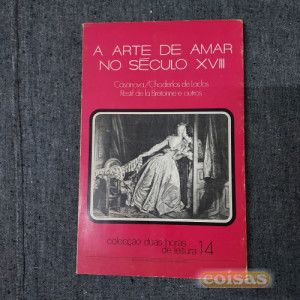 A ARTE DE AMAR
NO SÉCULO XVIII
Casanova/Choderlos de Laclos
Restif de la Bretonne e outros
colecção duas horas
de leitura 14
coisas